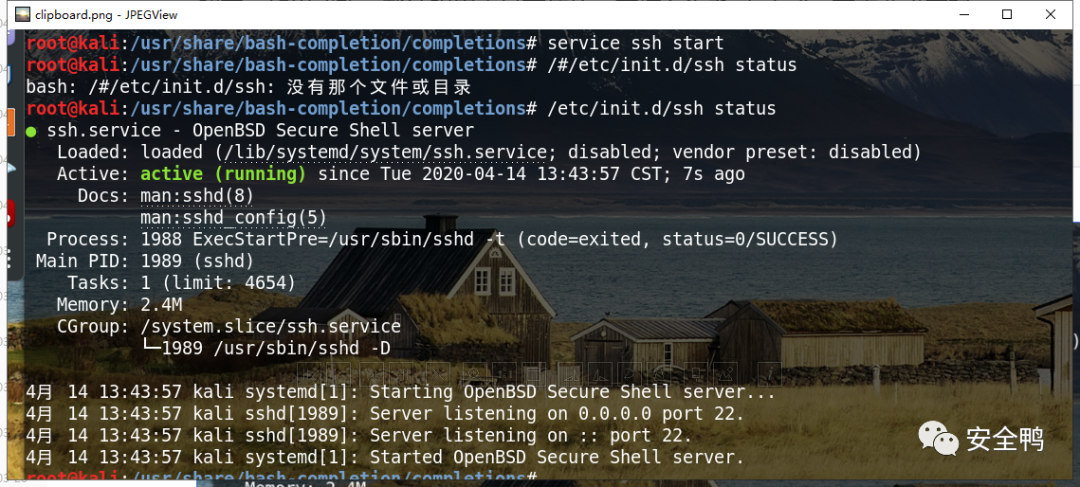 clipboard.png - JPEGView
root@kali:/usr/share/bash-completion/completions# service ssh start
root@kali:/usr/share/bash-completion/completions# /#/etc/init.d/ssh status
bash: /#/etc/init.d/ssh: 没有那个文件或目录
root@kali:/usr/share/bash-completion/completions# /etc/init.d/ssh status
● ssh.service - OpenBSD Secure Shell server
Loaded: loaded (/lib/systemd/system/ssh.service; disabled; vendor preset: disabled)
Active: active (running) since Tue 2020-04-14 13:43:57 CST; 7s ago
Docs: man:sshd(8)
man:sshd_config(5)
Process: 1988 ExecStartPre=/usr/sbin/sshd -t (code=exited, status=0/SUCCESS)
Main PID: 1989 (sshd)
Tasks: 1 (limit: 4654)
Memory: 2.4M
CGroup: /system.slice/ssh.service
└─1989 /usr/sbin/sshd -D
4月 14 13:43:57 kali systemd[1]: Starting OpenBSD Secure Shell server...
4月 14 13:43:57 kali sshd[1989]: Server listening on 0.0.0.0 port 22.
4月 14 13:43:57 kali sshd[1989]: Server listening on :: port 22.
4月 14 13:43:57 kali systemd[1]: Started OpenBSD Secure Shell server.
安全鸭
root@kali:/usr/share/bash-completion/completions#
Memory: 2.4M